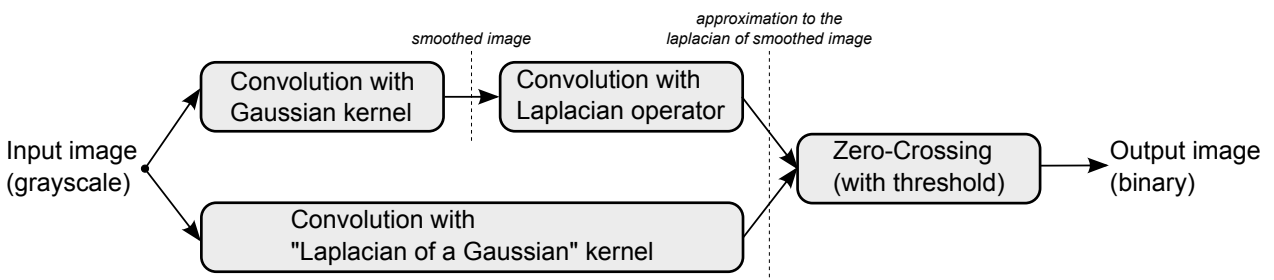 approximation to the
laplacian of smoothed image
smoothed image
Convolution with
Gaussian kernel
Convolution with
Laplacian operator
Input image
(grayscale)
Zero-Crossing
(with threshold)
Output image
(binary)
Convolution with
"Laplacian of a Gaussian" kernel